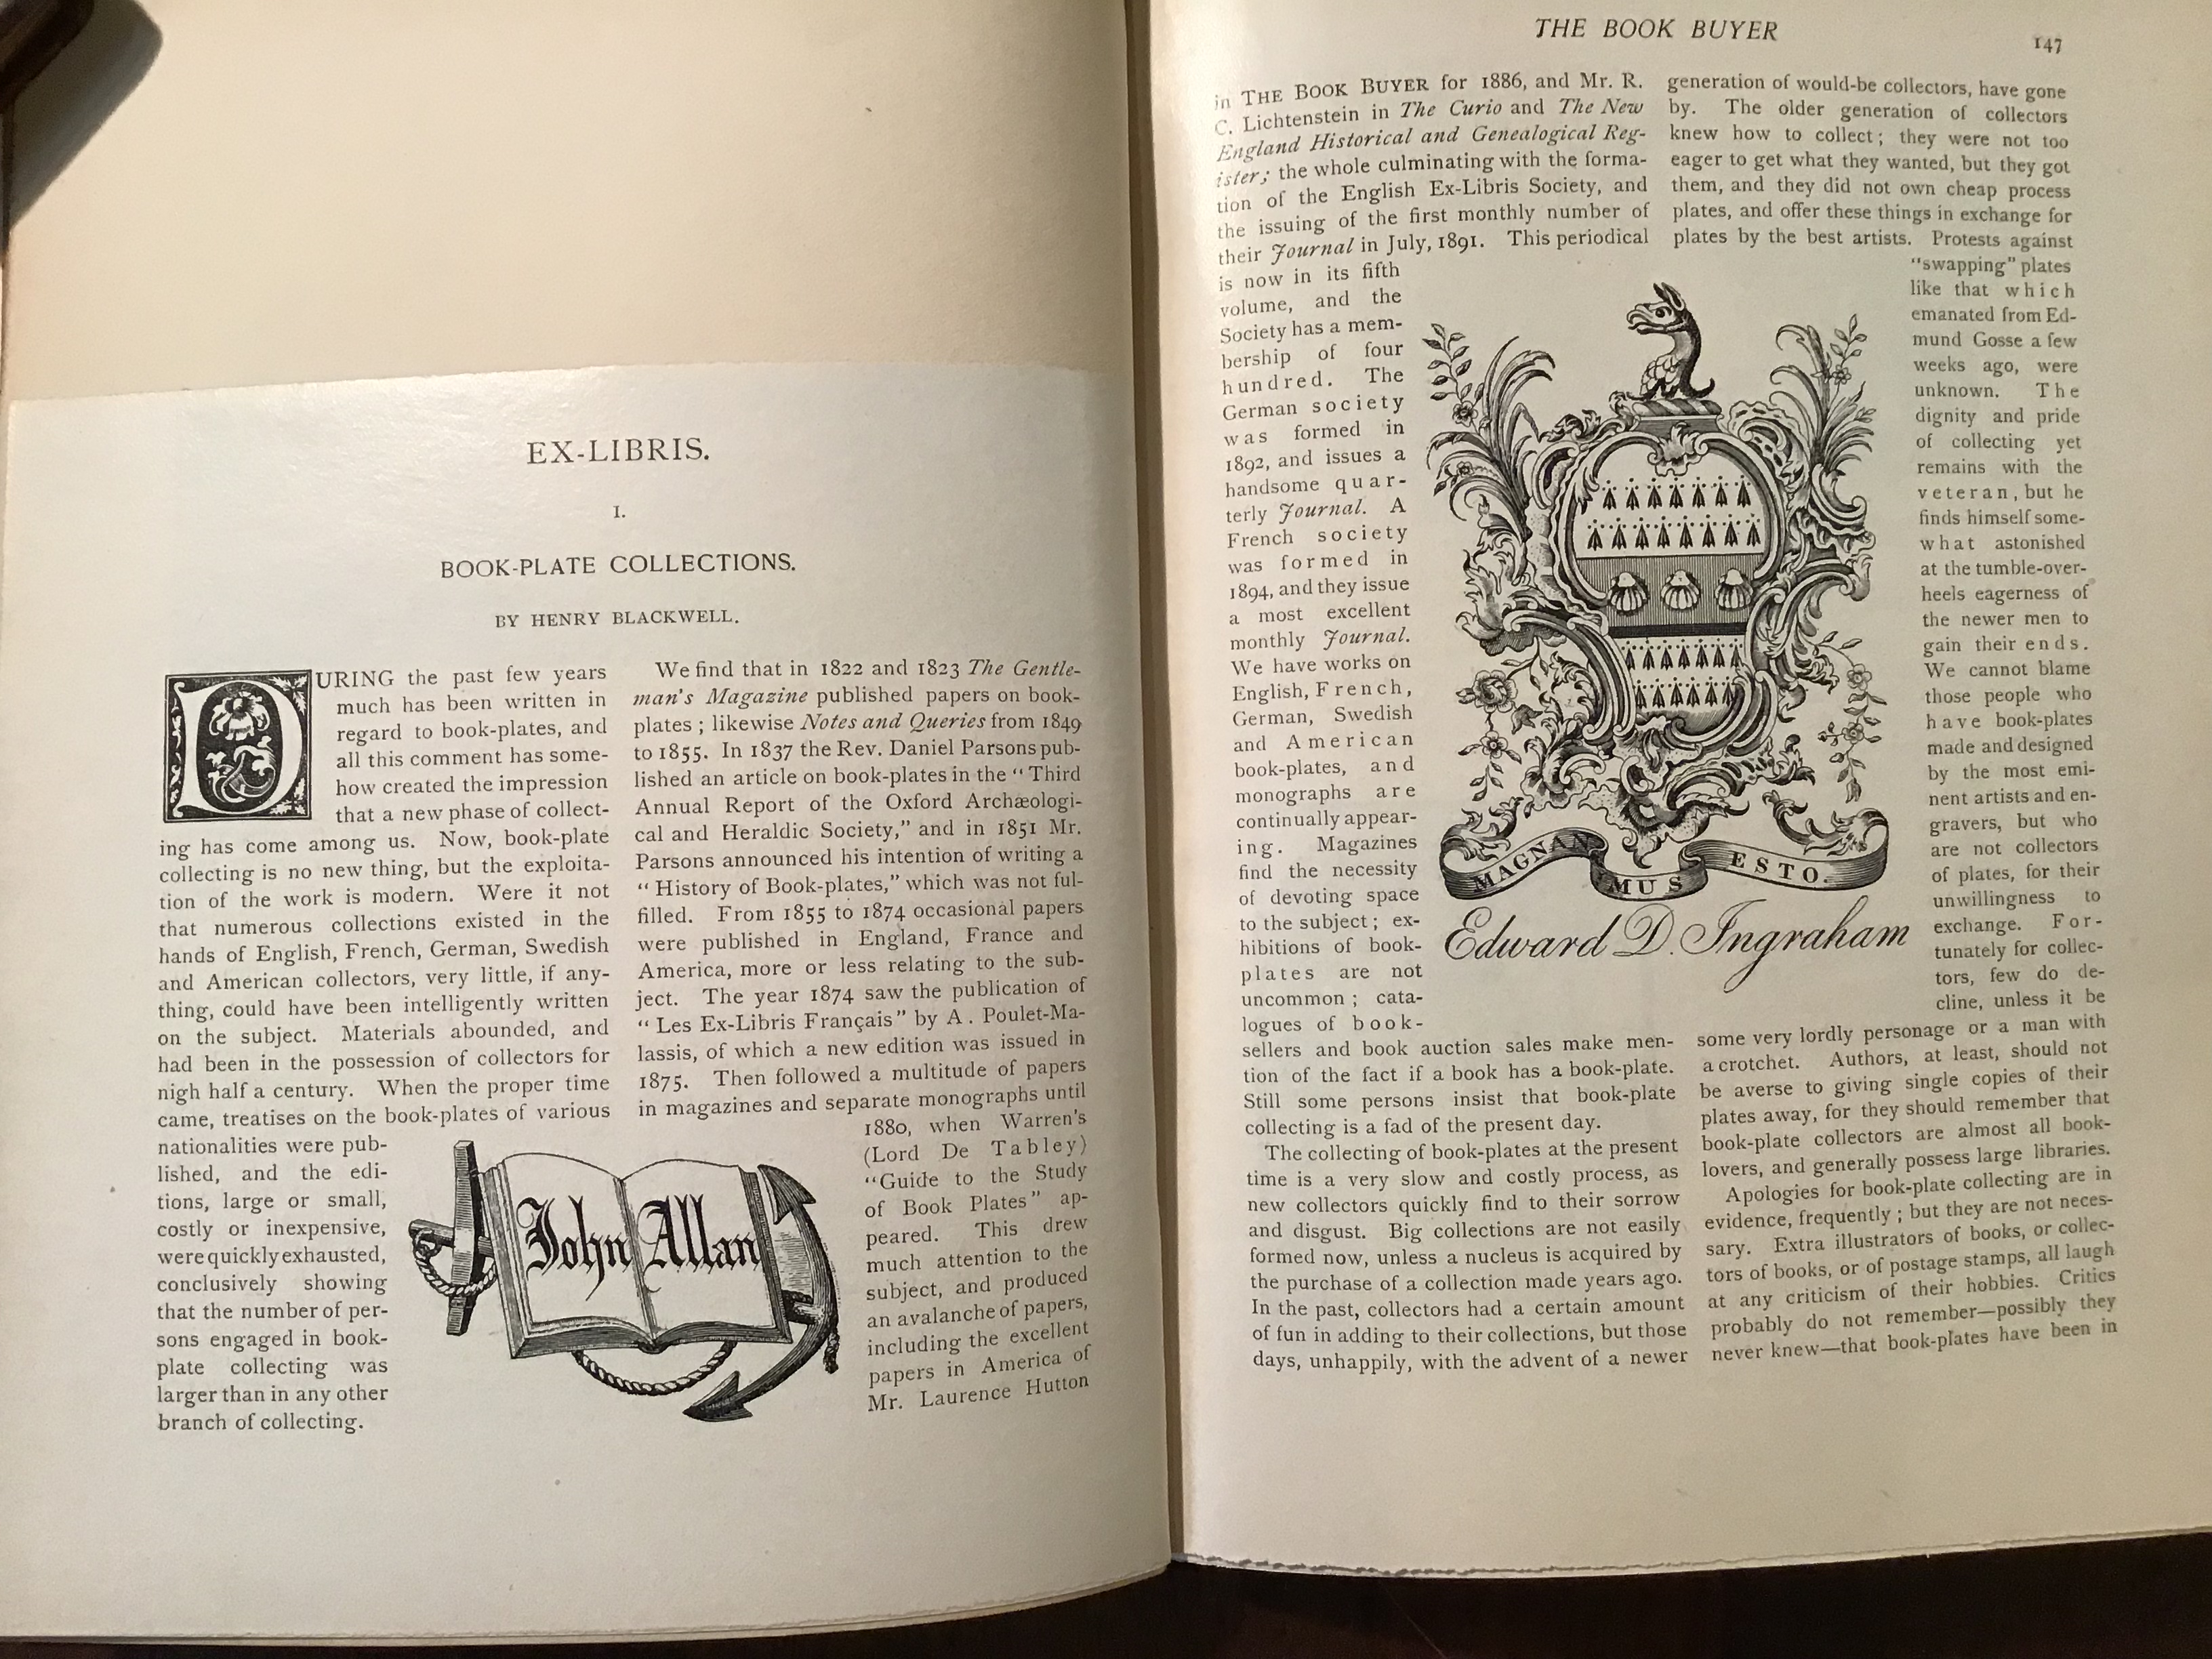 EX-LIBRIS.
I.
BOOK-PLATE COLLECTIONS.
BY HENRY BLACKWELL.
DURING the past few years
much has been written in
regard to book-plates, and
all this comment has some-
how created the impression
that a new phase of collect-
ing has come among us. Now, book-plate
collecting is no new thing, but the exploita-
tion of the work is modern. Were it not
that numerous collections existed in the
hands of English, French, German, Swedish
and American collectors, very little, if any-
thing, could have been intelligently written
on the subject. Materials abounded, and
had been in the possession of collectors for
nigh half a century. When the proper time
came, treatises on the book-plates of various
nationalities were pub-
lished, and the edi-
tions, large or small,
costly or inexpensive,
were quickly exhausted,
conclusively showing
that the number of per-
sons engaged in book-
plate collecting was
larger than in any other
branch of collecting.
John Allan
We find that in 1822 and 1823 The Gentle-
man's Magazine published papers on book-
plates; likewise Notes and Queries from 1849
to 1855. In 1837 the Rev. Daniel Parsons pub-
lished an article on book-plates in the "Third
Annual Report of the Oxford Archæologi-
cal and Heraldic Society," and in 1851 Mr.
Parsons announced his intention of writing a
"History of Book-plates," which was not ful-
filled. From 1855 to 1874 occasional papers
were published in England, France and
America, more or less relating to the sub-
ject. The year 1874 saw the publication of
"Les Ex-Libris Français" by A. Poulet-Ma-
lassis, of which a new edition was issued in
1875. Then followed a multitude of papers
in magazines and separate monographs until
1880, when Warren's
(Lord De Tabley)
"Guide to the Study
of Book Plates" ap-
peared. This drew
much attention to the
subject, and produced
an avalanche of papers,
including the excellent
papers in America of
Mr. Laurence Hutton
THE BOOK BUYER
147
in THE BOOK BUYER for 1886, and Mr. R.
C. Lichtenstein in The Curio and The New
England Historical and Genealogical Reg-
ister; the whole culminating with the forma-
tion of the English Ex-Libris Society, and
the issuing of the first monthly number of
their Journal in July, 1891. This periodical
is now in its fifth
volume, and the
Society has a mem-
bership of four
hundred. The
German society
was formed in
1892, and issues a
handsome quar-
terly Journal. A
French society
was formed in
1894, and they issue
a most excellent
monthly Journal.
We have works on
English, French,
German, Swedish
and American
book-plates, and
monographs are
continually appear-
ing. Magazines
find the necessity
of devoting space
to the subject; ex-
hibitions of book-
plates are not
uncommon; cata-
logues of book-
sellers and book auction sales make men-
tion of the fact if a book has a book-plate.
Still some persons insist that book-plate
collecting is a fad of the present day.
The collecting of book-plates at the present
time is a very slow and costly process, as
new collectors quickly find to their sorrow
and disgust. Big collections are not easily
formed now, unless a nucleus is acquired by
the purchase of a collection made years ago.
In the past, collectors had a certain amount
of fun in adding to their collections, but those
days, unhappily, with the advent of a newer
MAGNANIMUS ESTO.
Edward D. Ingraham
generation of would-be collectors, have gone
by. The older generation of collectors
knew how to collect; they were not too
eager to get what they wanted, but they got
them, and they did not own cheap process
plates, and offer these things in exchange for
plates by the best artists. Protests against
"swapping" plates
like that which
emanated from Ed-
mund Gosse a few
weeks ago, were
unknown. The
dignity and pride
of collecting yet
remains with the
veteran, but he
finds himself some-
what astonished
at the tumble-over-
heels eagerness of
the newer men to
gain their ends.
We cannot blame
those people who
have book-plates
made and designed
by the most emi-
nent artists and en-
gravers, but who
are not collectors
of plates, for their
unwillingness to
exchange. For-
tunately for collec-
tors, few do de-
cline, unless it be
some very lordly personage or a man with
a crotchet. Authors, at least, should not
be averse to giving single copies of their
plates away, for they should remember that
book-plate collectors are almost all book-
lovers, and generally possess large libraries.
Apologies for book-plate collecting are in
evidence, frequently; but they are not neces-
sary. Extra illustrators of books, or collec-
tors of books, or of postage stamps, all laugh
at any criticism of their hobbies. Critics
probably do not remember—possibly they
never knew—that book-plates have been in